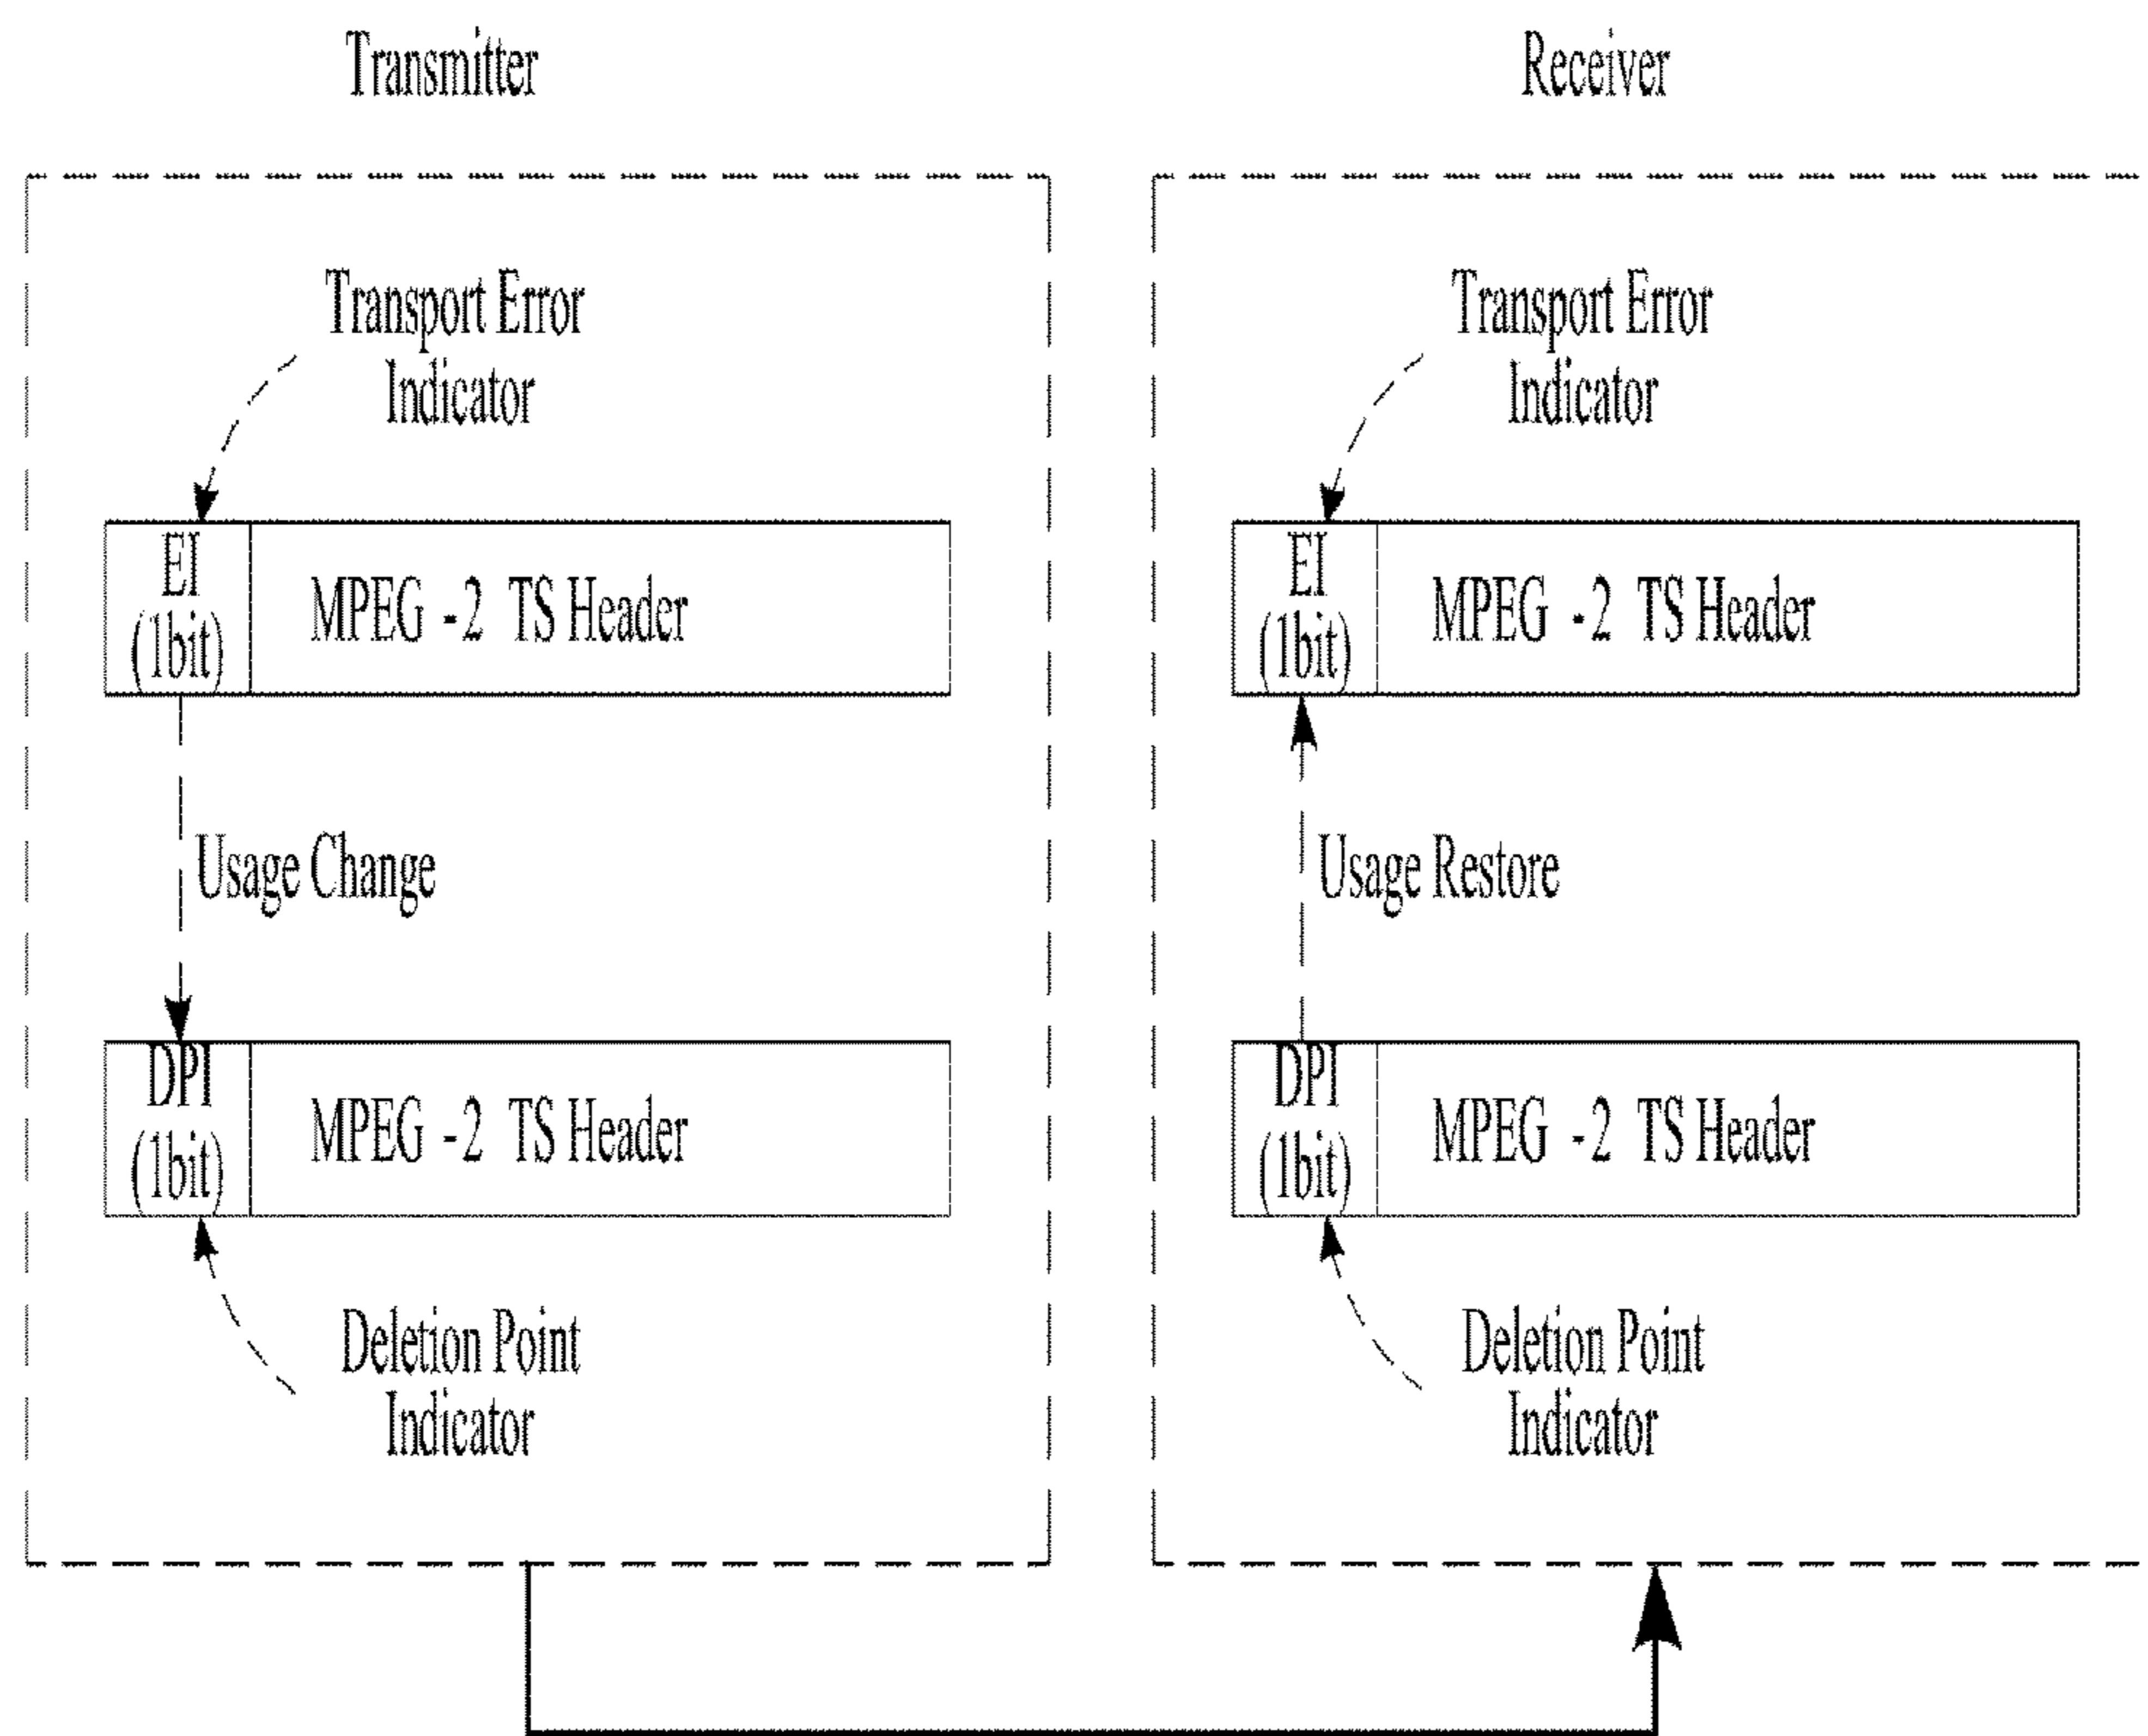 Transmitter
Transport Error
Indicator
EI
(1bit)
MPEG -2 TS Header
Usage Change
DPI
(1bit)
MPEG -2 TS Header
Deletion Point
Indicator
Receiver
Transport Error
Indicator
EI
(1bit)
MPEG -2 TS Header
Usage Restore
DPI
(1bit)
MPEG -2 TS Header
Deletion Point
Indicator